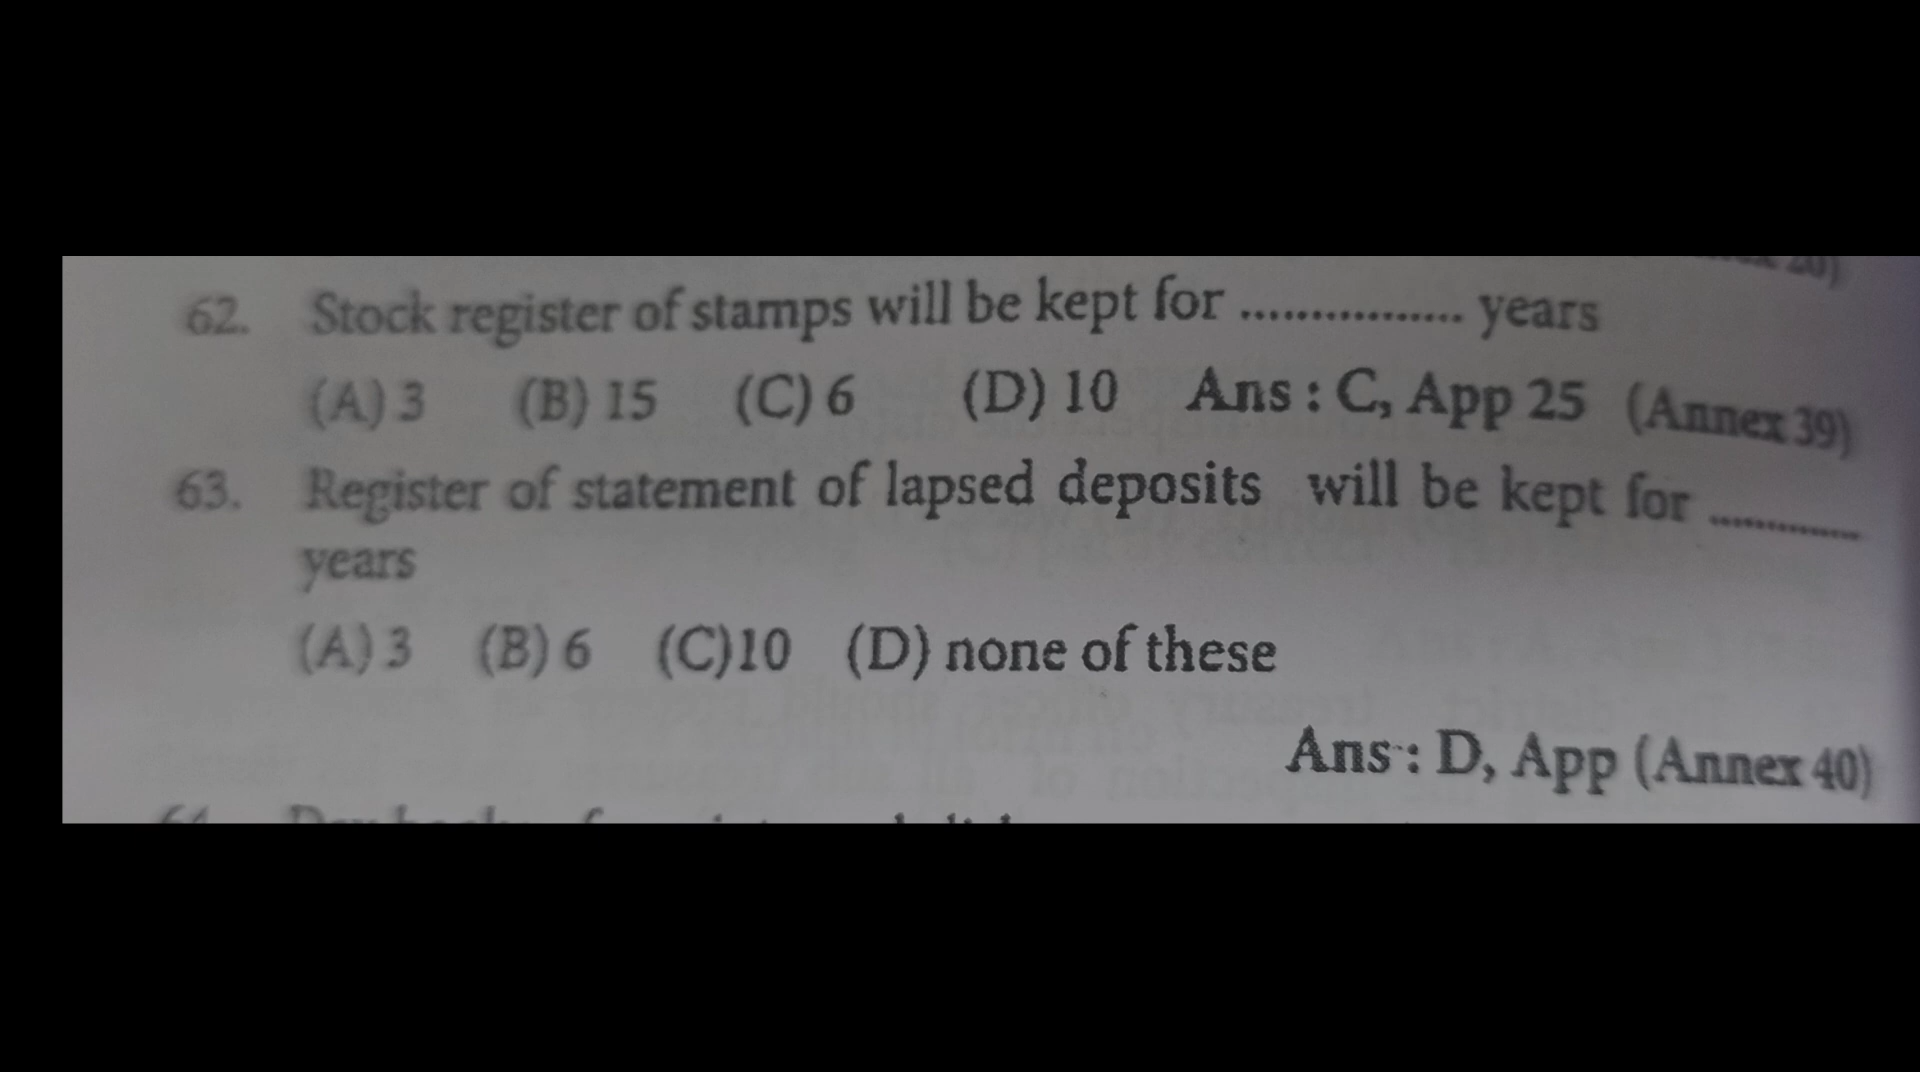 20)
62. Stock register of stamps will be kept for ................ years
(A) 3 (B) 15 (C) 6 (D) 10 Ans : C, App 25 (Annex 39)
63. Register of statement of lapsed deposits will be kept for .............
years
(A) 3 (B) 6 (C)10 (D) none of these
Ans : D, App (Annex 40)